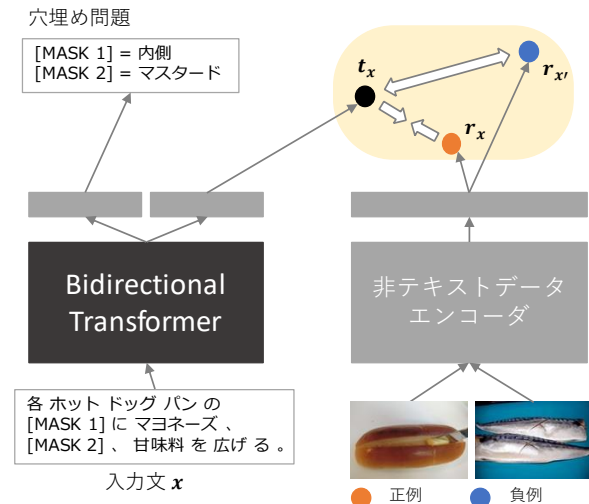 穴埋め問題
[MASK 1] = 内側
[MASK 2] = マスタード
t_x
r_x'
r_x
Bidirectional
Transformer
非テキストデータ
エンコーダ
各 ホット ドッグ パン の
[MASK 1] に マヨネーズ 、
[MASK 2] 、 甘味料 を 広げ る 。
入力文 x
正例
負例